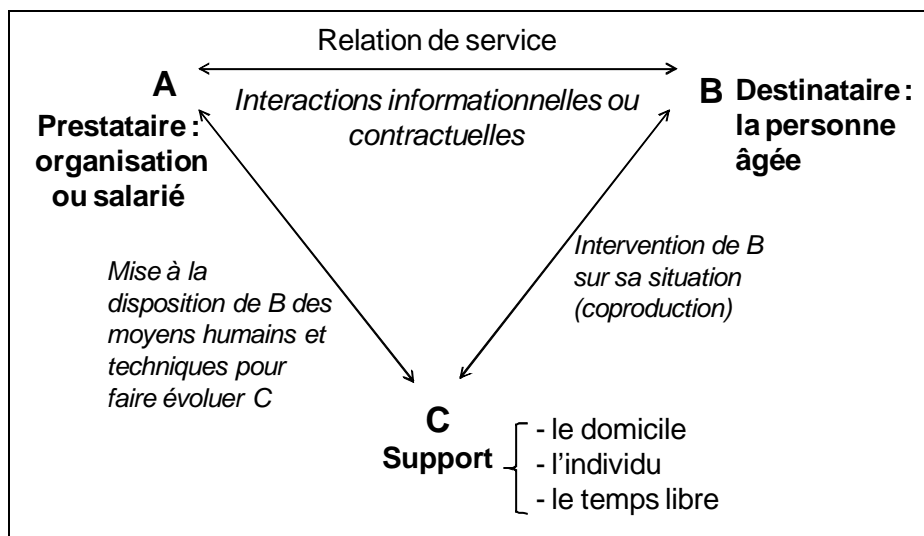 Relation de service
A
B
Interactions informationnelles ou
contractuelles
Prestataire :
organisation
ou salarié
Destinataire :
la personne
âgée
Mise à la
disposition de B des
moyens humains et
techniques pour
faire évoluer C
Intervention de B
sur sa situation
(coproduction)
C
Support
- le domicile
- l'individu
- le temps libre